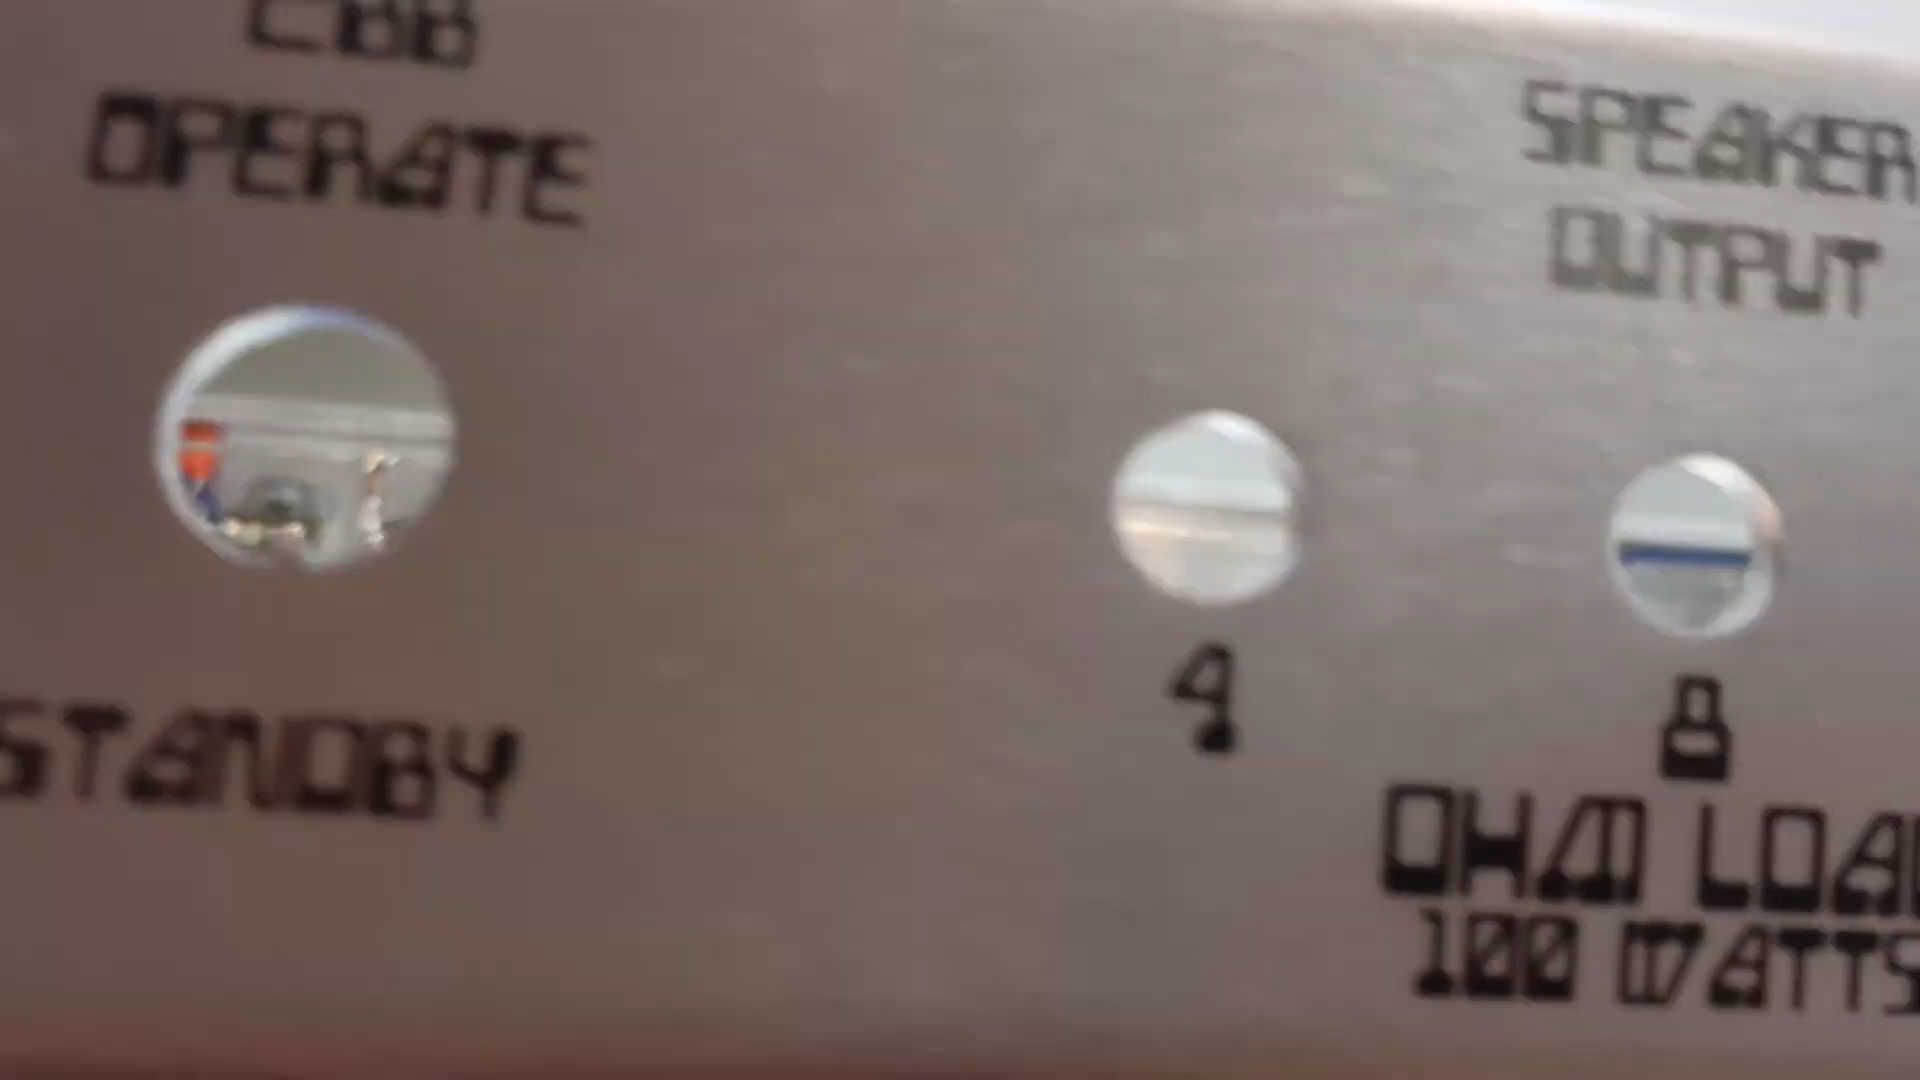 OPERATE
STANDBY
SPEAKER
OUTPUT
4
8
OHM LOAD
100 WATTS